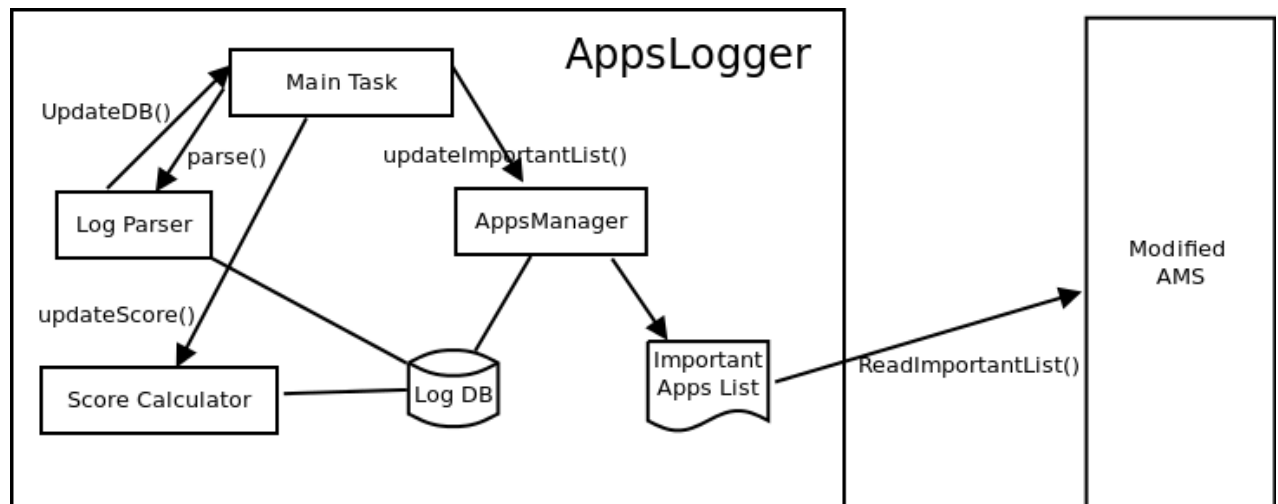 AppsLogger
Main Task
UpdateDB()
parse()
updateImportantList()
Log Parser
AppsManager
Modified
AMS
updateScore()
Important
Apps List
ReadImportantList()
Score Calculator
Log DB